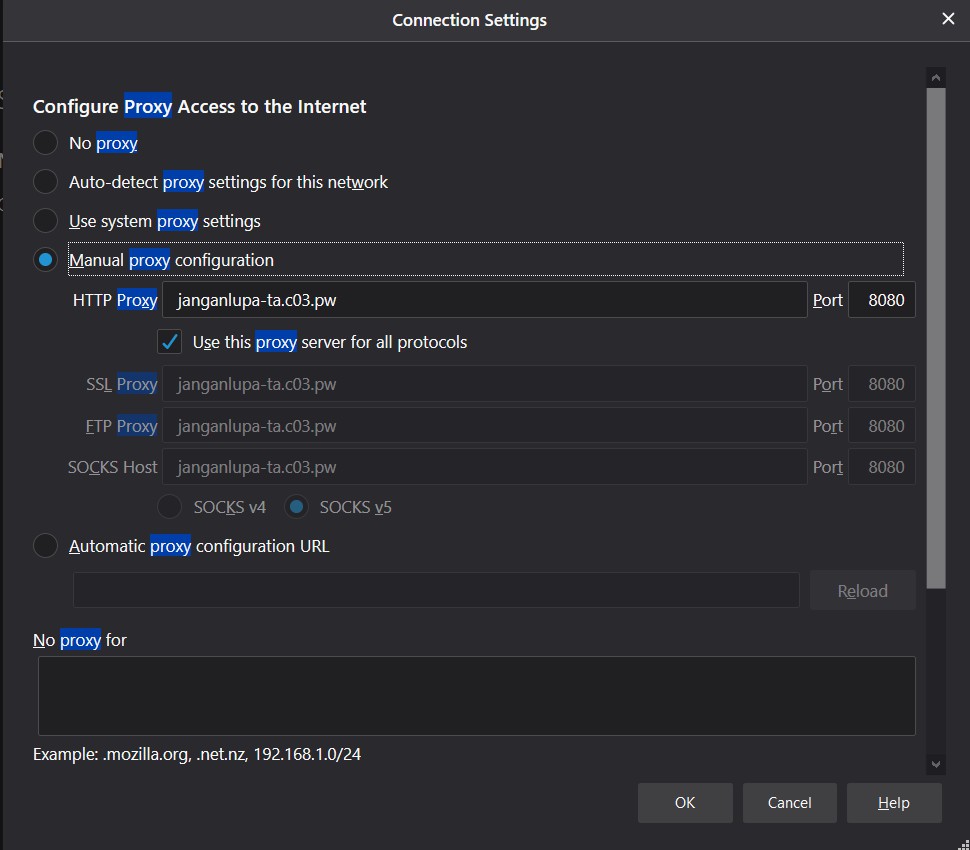 Connection Settings
Configure Proxy Access to the Internet
No proxy
Auto-detect proxy settings for this network
Use system proxy settings
Manual proxy configuration
HTTP Proxy janganlupa-ta.c03.pw Port 8080
Use this proxy server for all protocols
SSL Proxy janganlupa-ta.c03.pw Port 8080
FTP Proxy janganlupa-ta.c03.pw Port 8080
SOCKS Host janganlupa-ta.c03.pw Port 8080
SOCKS v4 SOCKS v5
Automatic proxy configuration URL
Reload
No proxy for
Example: .mozilla.org, .net.nz, 192.168.1.0/24
OK Cancel Help